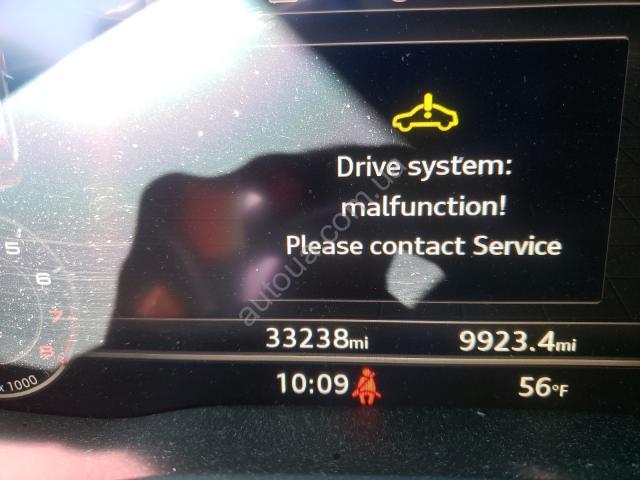 Drive system:
malfunction!
Please contact Service
autoua.com.ua
33238mi 9923.4mi
10:09 56°F
5
6
7
8
x 1000